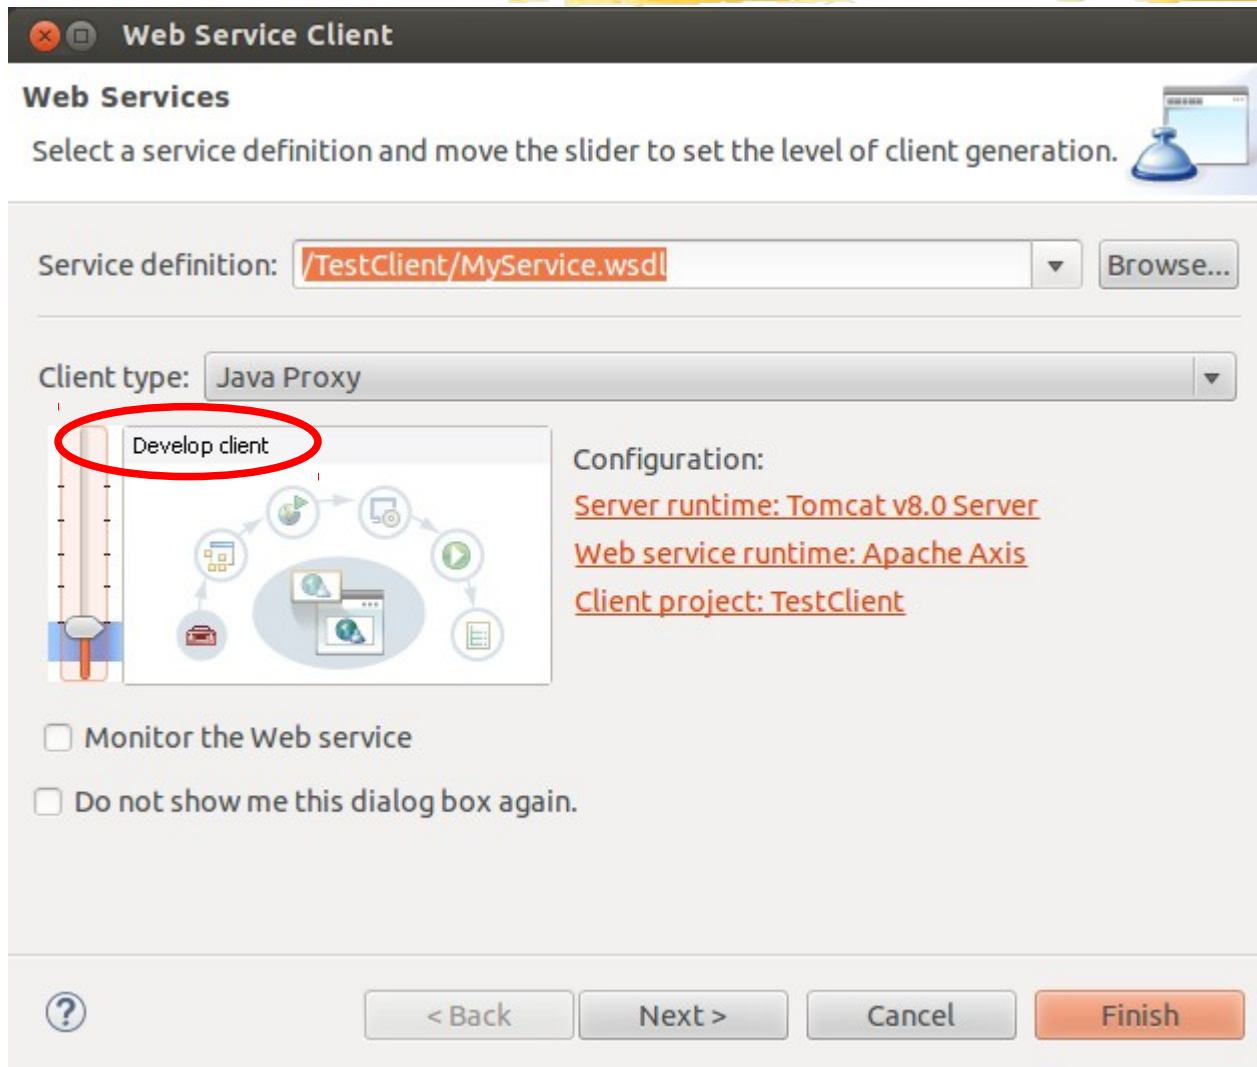 Web Service Client
Web Services
Select a service definition and move the slider to set the level of client generation.
Service definition: /TestClient/MyService.wsdl Browse...
Client type: Java Proxy
Develop client
Configuration:
Server runtime: Tomcat v8.0 Server
Web service runtime: Apache Axis
Client project: TestClient
Monitor the Web service
Do not show me this dialog box again.
? < Back Next > Cancel Finish